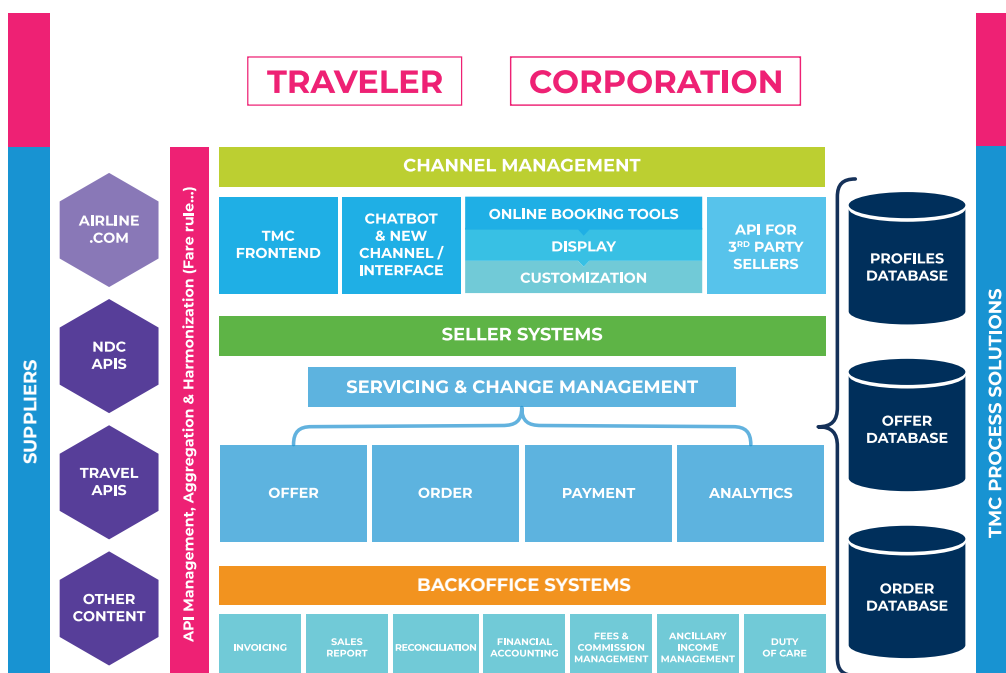 TRAVELER
CORPORATION
SUPPLIERS
AIRLINE
.COM
NDC
APIS
TRAVEL
APIS
OTHER
CONTENT
API Management, Aggregation & Harmonization (Fare rule...)
CHANNEL MANAGEMENT
TMC
FRONTEND
CHATBOT
& NEW
CHANNEL /
INTERFACE
ONLINE BOOKING TOOLS
DISPLAY
CUSTOMIZATION
API FOR
3RD PARTY
SELLERS
SELLER SYSTEMS
SERVICING & CHANGE MANAGEMENT
OFFER
ORDER
PAYMENT
ANALYTICS
BACKOFFICE SYSTEMS
INVOICING
SALES
REPORT
RECONCILIATION
FINANCIAL
ACCOUNTING
FEES &
COMMISSION
MANAGEMENT
ANCILLARY
INCOME
MANAGEMENT
DUTY
OF CARE
PROFILES
DATABASE
OFFER
DATABASE
ORDER
DATABASE
TMC PROCESS SOLUTIONS